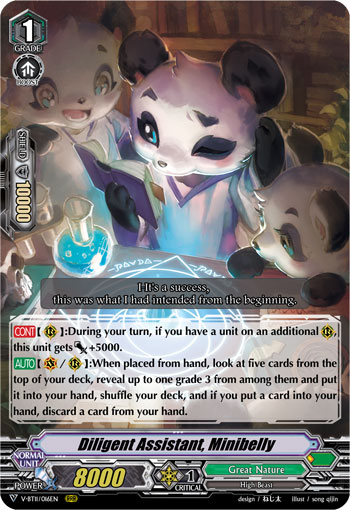 1
GRADE
BOOST
SHIELD
10000
PAVDA
I-It's a success,
this was what I had intended from the beginning.
CONT【 】:During your turn, if you have a unit on an additional ,
this unit gets +5000.
AUTO【 / 】:When placed from hand, look at five cards from the
top of your deck, reveal up to one grade 3 from among them and put
it into your hand, shuffle your deck, and if you put a card into your
hand, discard a card from your hand.
Diligent Assistant, Minibelly
NORMAL
UNIT
POWER
8000
1
CRITICAL
Great Nature
High Beast
V-BT11/016EN RRR
design / ねじ太 illust / song qijin